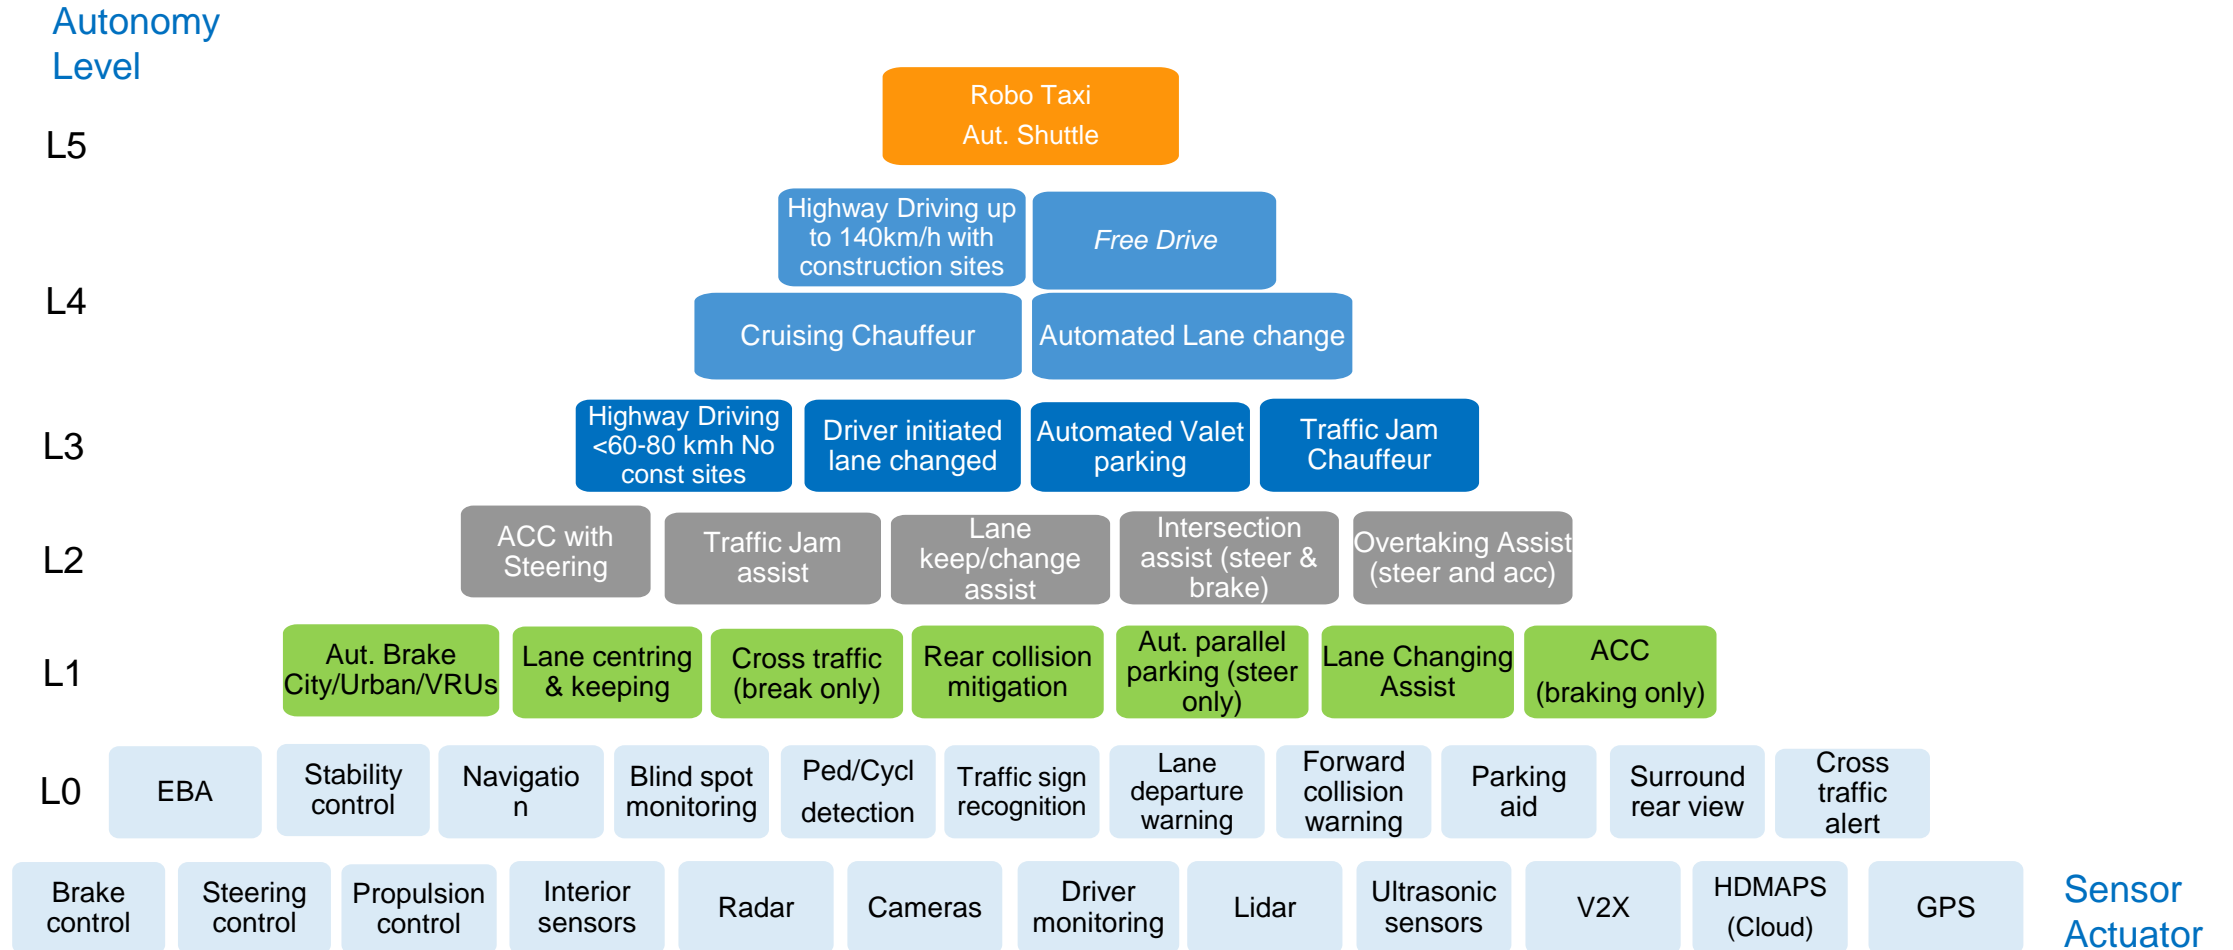 Autonomy
Level
L5
Robo Taxi
Aut. Shuttle
L4
Highway Driving up
to 140km/h with
construction sites
Free Drive
Cruising Chauffeur
Automated Lane change
L3
Highway Driving
<60-80 kmh No
const sites
Driver initiated
lane changed
Automated Valet
parking
Traffic Jam
Chauffeur
L2
ACC with
Steering
Traffic Jam
assist
Lane
keep/change
assist
Intersection
assist (steer &
brake)
Overtaking Assist
(steer and acc)
L1
Aut. Brake
City/Urban/VRUs
Lane centring
& keeping
Cross traffic
(break only)
Rear collision
mitigation
Aut. parallel
parking (steer
only)
Lane Changing
Assist
ACC
(braking only)
L0
EBA
Stability
control
Navigatio
n
Blind spot
monitoring
Ped/Cycl
detection
Traffic sign
recognition
Lane
departure
warning
Forward
collision
warning
Parking
aid
Surround
rear view
Cross
traffic
alert
Brake
control
Steering
control
Propulsion
control
Interior
sensors
Radar
Cameras
Driver
monitoring
Lidar
Ultrasonic
sensors
V2X
HDMAPS
(Cloud)
GPS
Sensor
Actuator